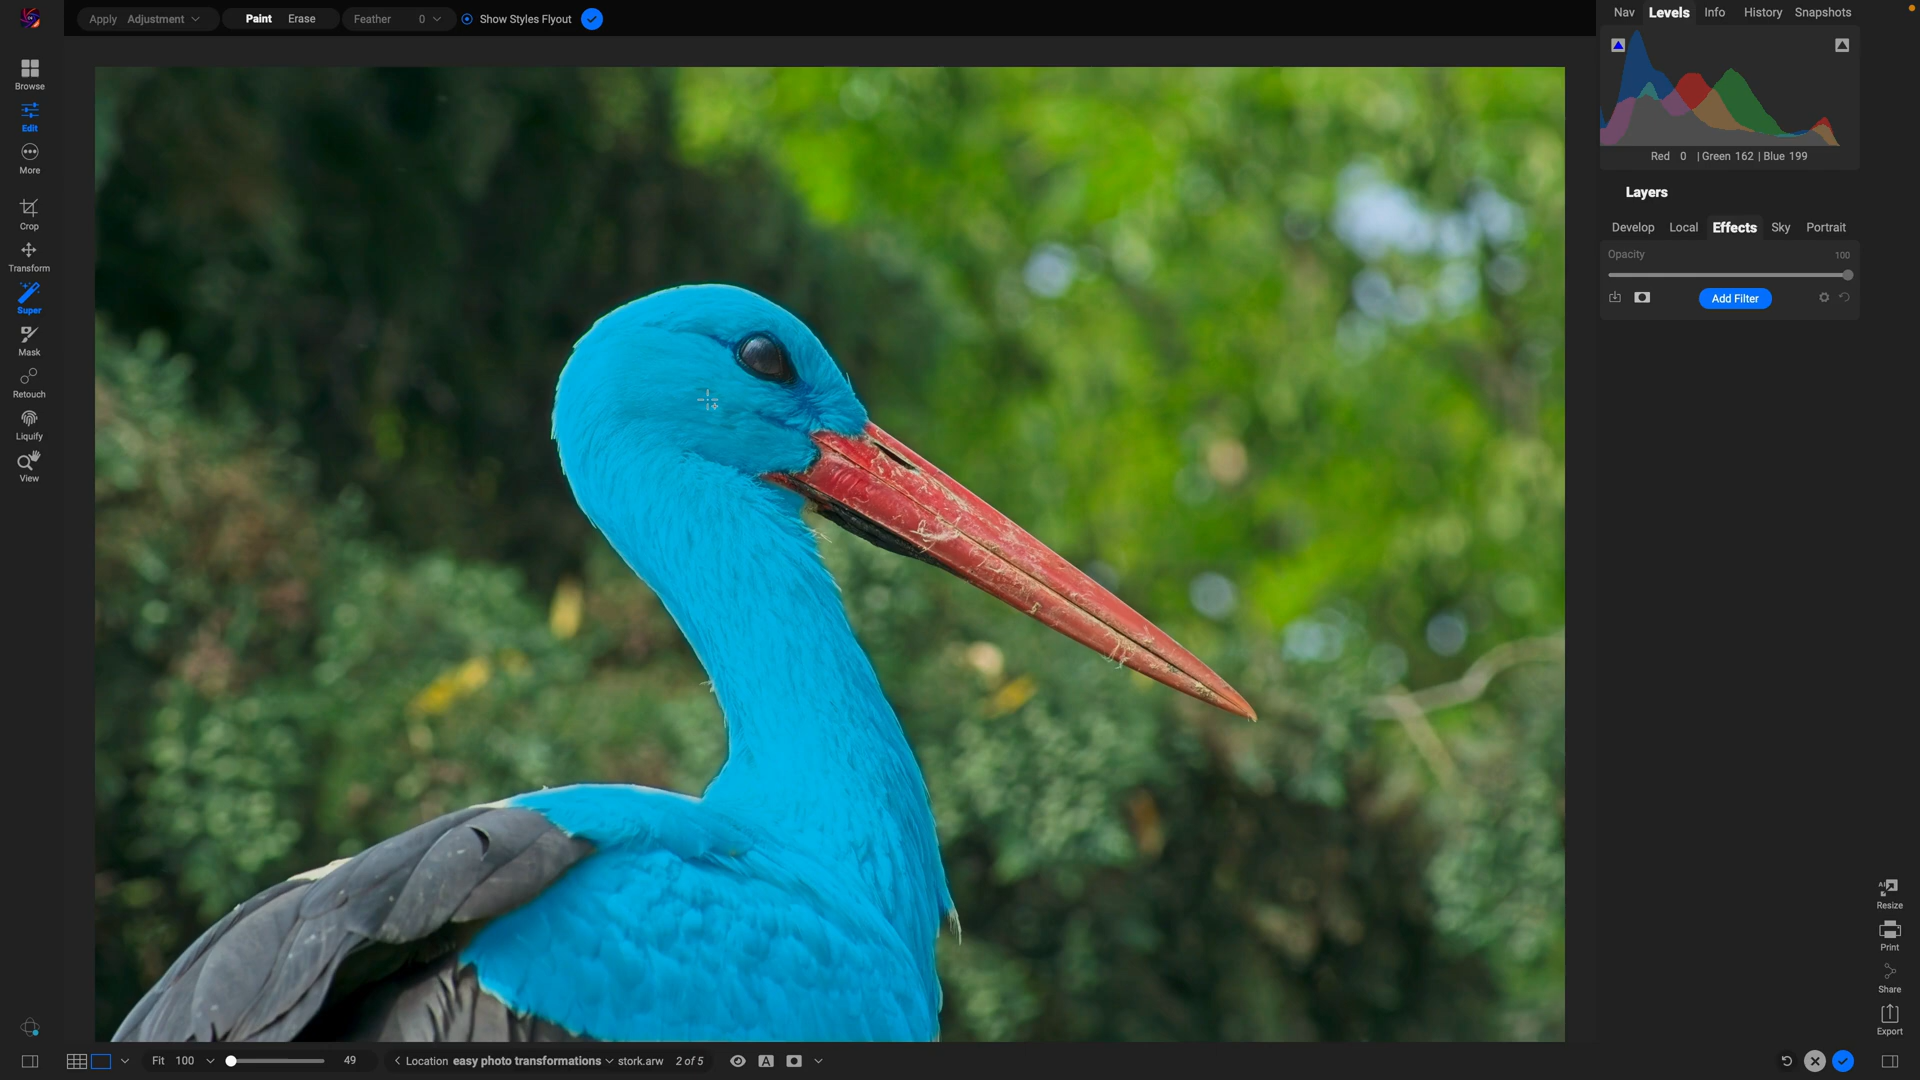 Apply Adjustment Paint Erase Feather 0 Show Styles Flyout
Nav Levels Info History Snapshots
Browse
Edit
More
Crop
Transform
Super
Mask
Retouch
Liquify
View
Red 0 | Green 162 | Blue 199
Layers
Develop Local Effects Sky Portrait
Opacity 100
Add Filter
AI
Resize
Print
Share
Export
Fit 100 49 Location easy photo transformations stork.arw 2 of 5 A